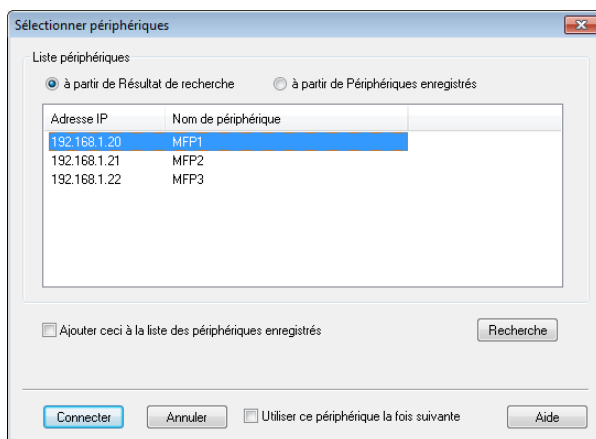 Sélectionner périphériques
Liste périphériques
à partir de Résultat de recherche à partir de Périphériques enregistrés
Adresse IP Nom de périphérique
192.168.1.20 MFP1
192.168.1.21 MFP2
192.168.1.22 MFP3
Ajouter ceci à la liste des périphériques enregistrés Recherche
Connecter Annuler Utiliser ce périphérique la fois suivante Aide